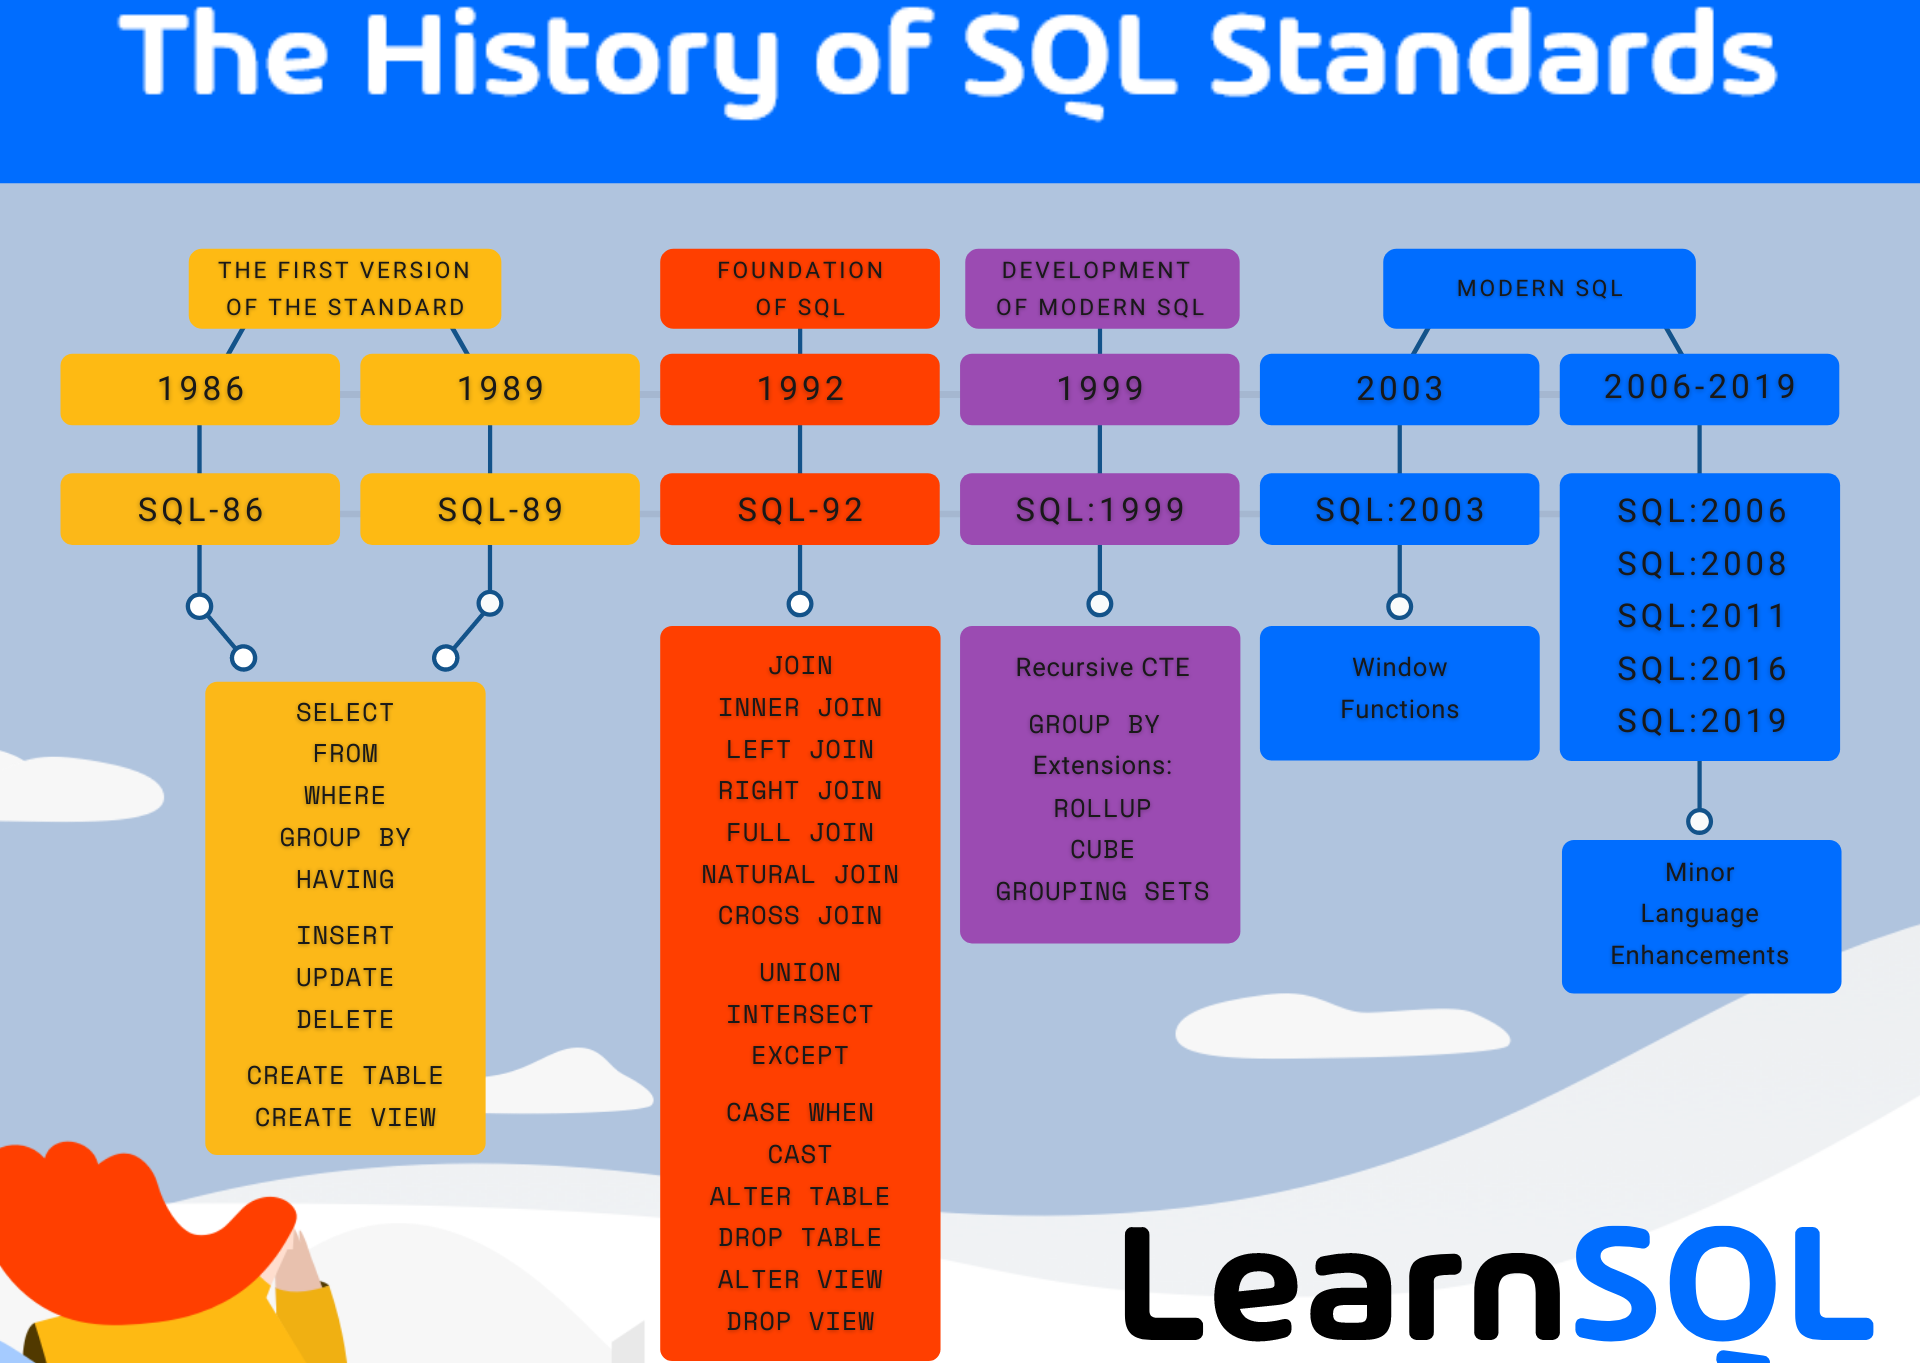 The History of SQL Standards
THE FIRST VERSION
OF THE STANDARD
FOUNDATION
OF SQL
DEVELOPMENT
OF MODERN SQL
MODERN SQL
1986
1989
1992
1999
2003
2006-2019
SQL-86
SQL-89
SQL-92
SQL:1999
SQL:2003
SQL:2006
SQL:2008
SQL:2011
SQL:2016
SQL:2019
SELECT
FROM
WHERE
GROUP BY
HAVING
INSERT
UPDATE
DELETE
CREATE TABLE
CREATE VIEW
JOIN
INNER JOIN
LEFT JOIN
RIGHT JOIN
FULL JOIN
NATURAL JOIN
CROSS JOIN
UNION
INTERSECT
EXCEPT
CASE WHEN
CAST
ALTER TABLE
DROP TABLE
ALTER VIEW
DROP VIEW
Recursive CTE
GROUP BY
Extensions:
ROLLUP
CUBE
GROUPING SETS
Window
Functions
Minor
Language
Enhancements
LearnSQL